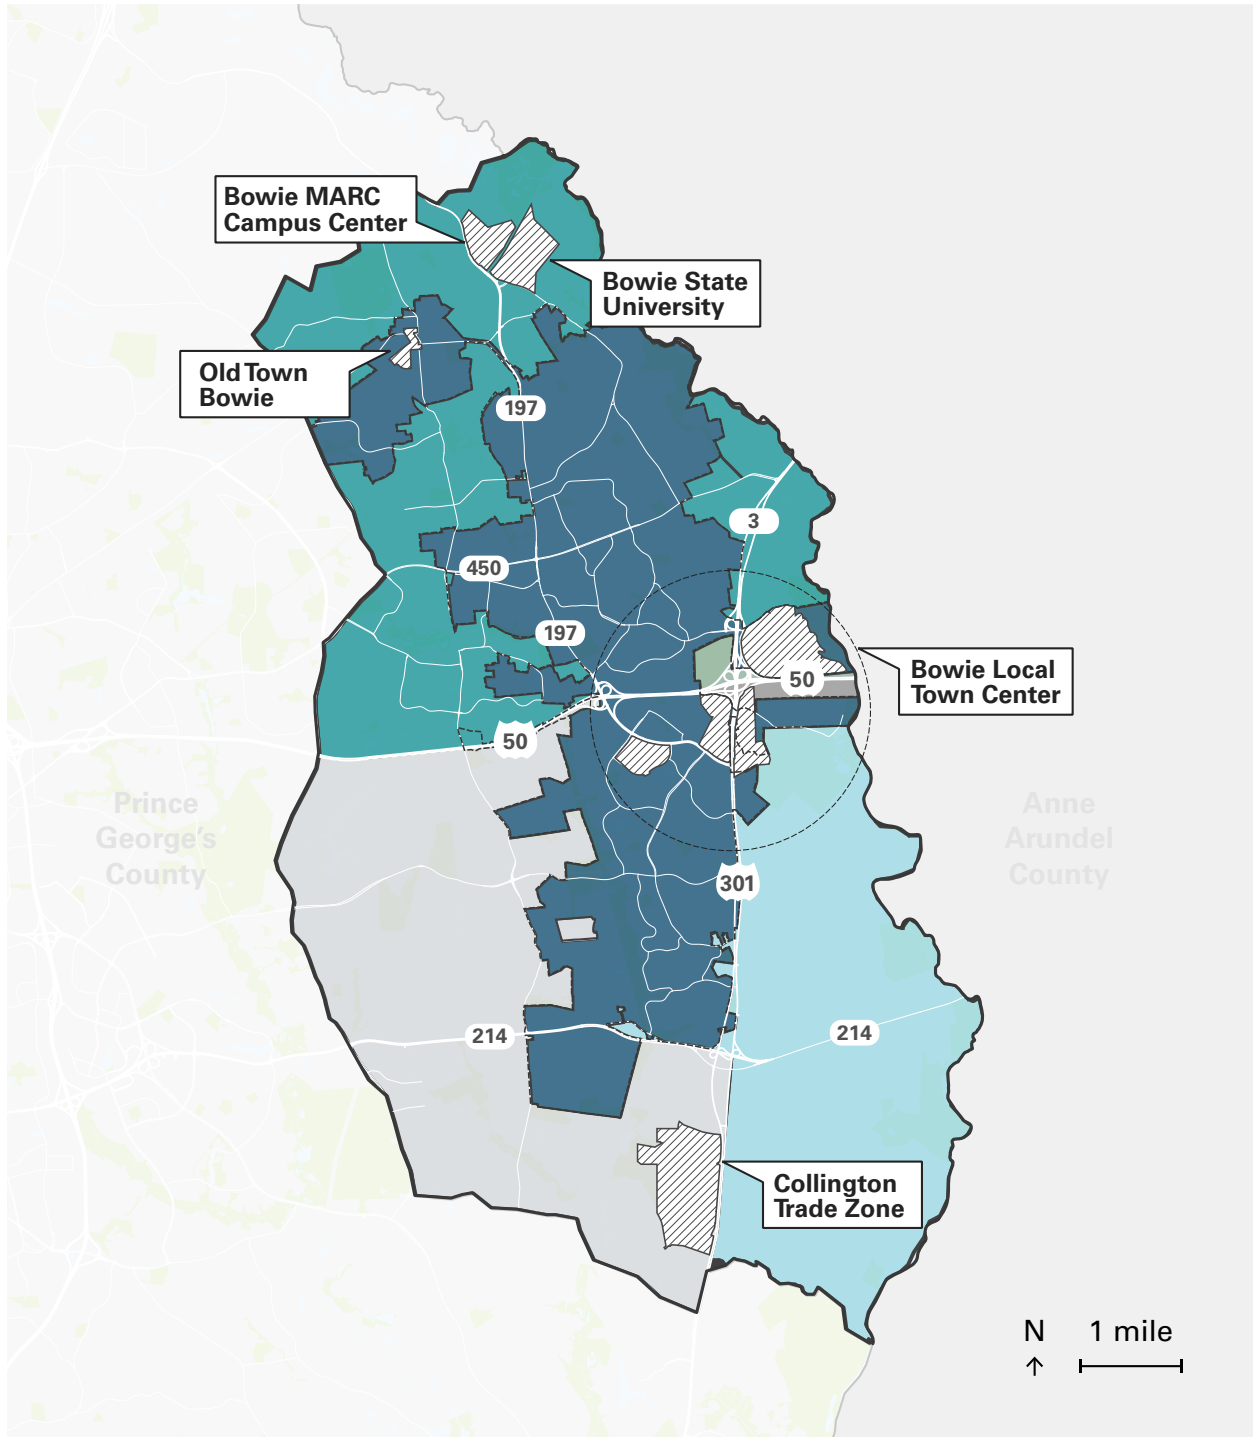 Bowie MARC
Campus Center
Bowie State
University
Old Town
Bowie
197
3
450
197
Bowie Local
Town Center
50
50
Prince
George's
County
Anne
Arundel
County
301
214
214
Collington
Trade Zone
N
1 mile